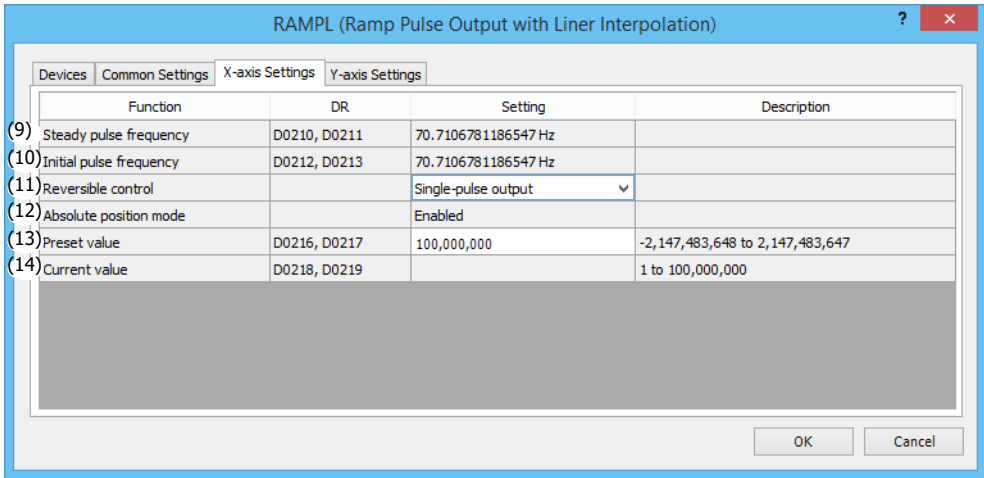 RAMPL (Ramp Pulse Output with Liner Interpolation) ? ×
Devices Common Settings X-axis Settings Y-axis Settings
Function DR Setting Description
(9) Steady pulse frequency D0210, D0211 70.7106781186547 Hz
(10) Initial pulse frequency D0212, D0213 70.7106781186547 Hz
(11) Reversible control Single-pulse output
(12) Absolute position mode Enabled
(13) Preset value D0216, D0217 100,000,000 -2,147,483,648 to 2,147,483,647
(14) Current value D0218, D0219 1 to 100,000,000
OK Cancel